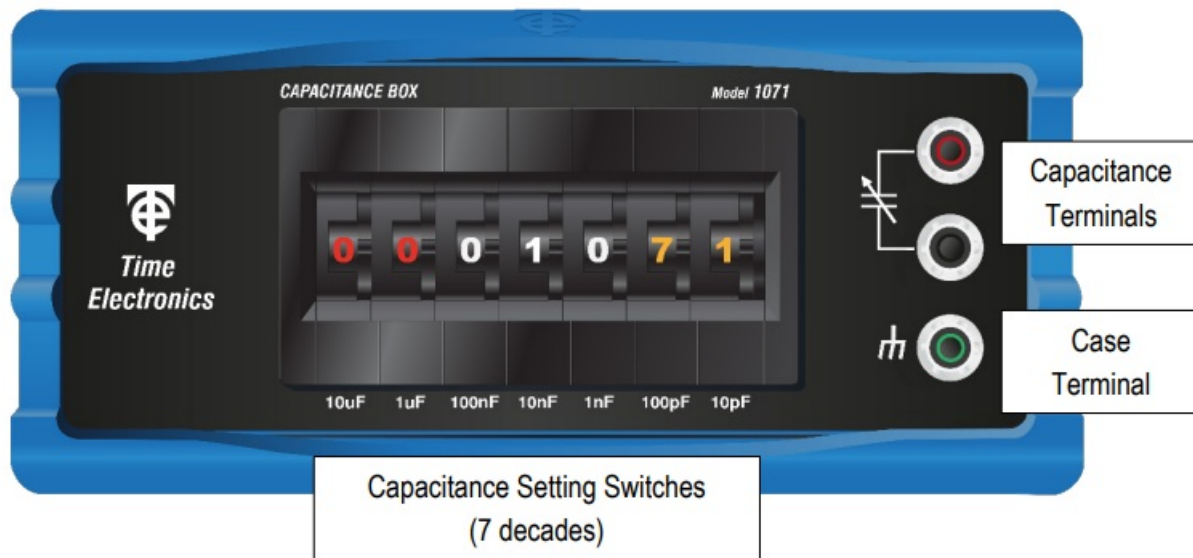 CAPACITANCE BOX Model 1071
Capacitance
Terminals
Time
Electronics
0 0 0 1 0 7 1
Case
Terminal
10uF 1uF 100nF 10nF 1nF 100pF 10pF
Capacitance Setting Switches
(7 decades)